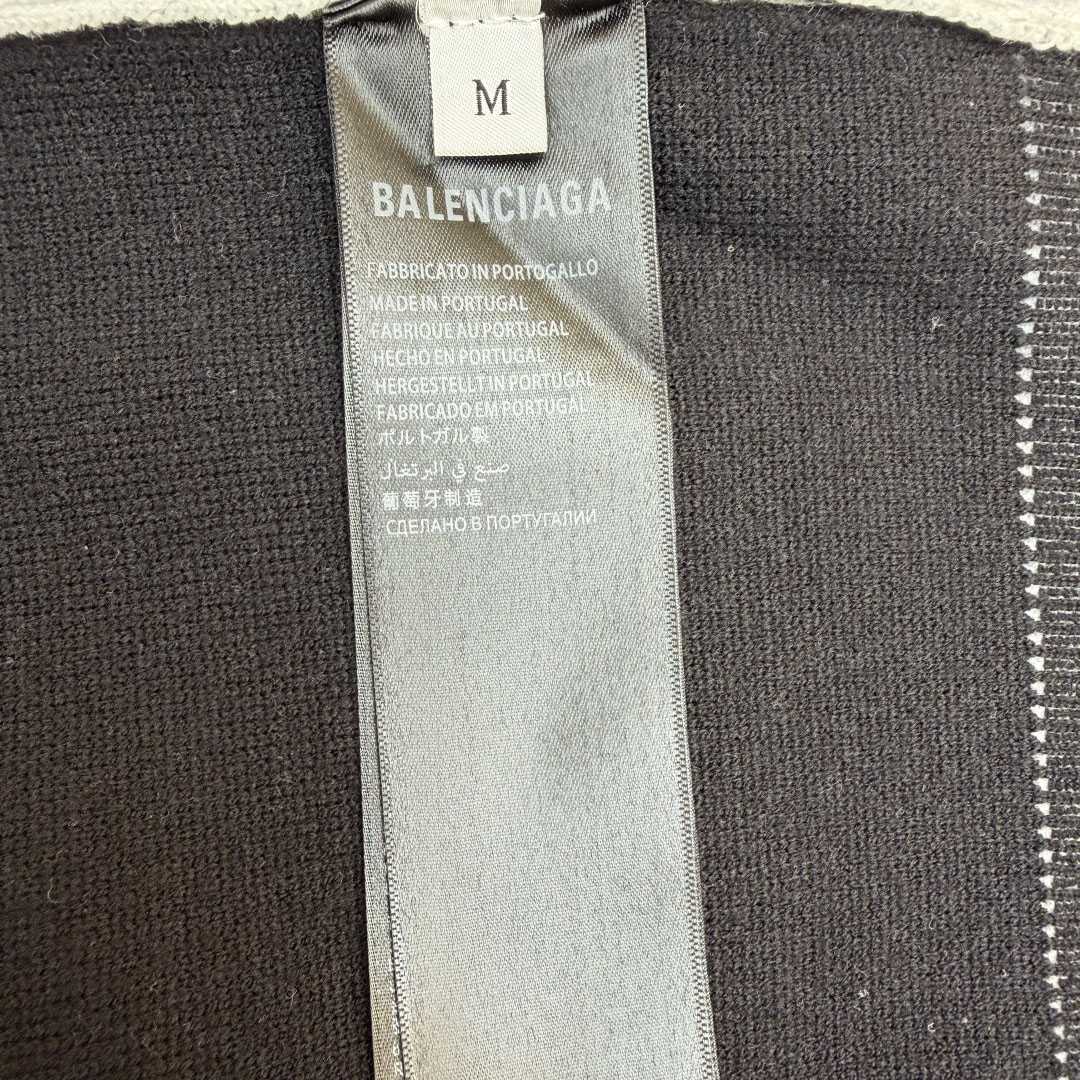 M
BALENCIAGA
FABBRICATO IN PORTOGALLO
MADE IN PORTUGAL
FABRIQUE AU PORTUGAL
HECHO EN PORTUGAL
HERGESTELLT IN PORTUGAL
FABRICADO EM PORTUGAL
ポルトガル製
صنع في البرتغال
葡萄牙制造
СДЕЛАНО В ПОРТУГАЛИИ